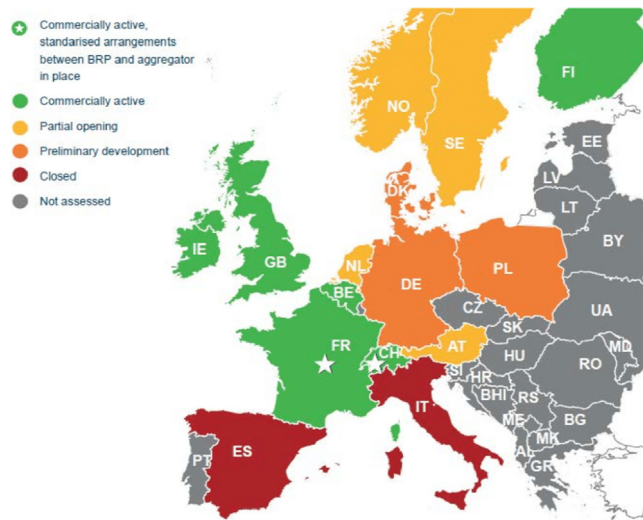 Commercially active,
standarised arrangements
between BRP and aggregator
in place
Commercially active
Partial opening
Preliminary development
Closed
Not assessed
FI
NO
SE
EE
LV
LT
DK
IE
GB
NL
BY
PL
DE
BE
CZ
UA
SK
FR
CH
AT
HU
MD
SI
RO
HR
BHI
RS
IT
ME
BG
MK
AL
GR
ES
PT